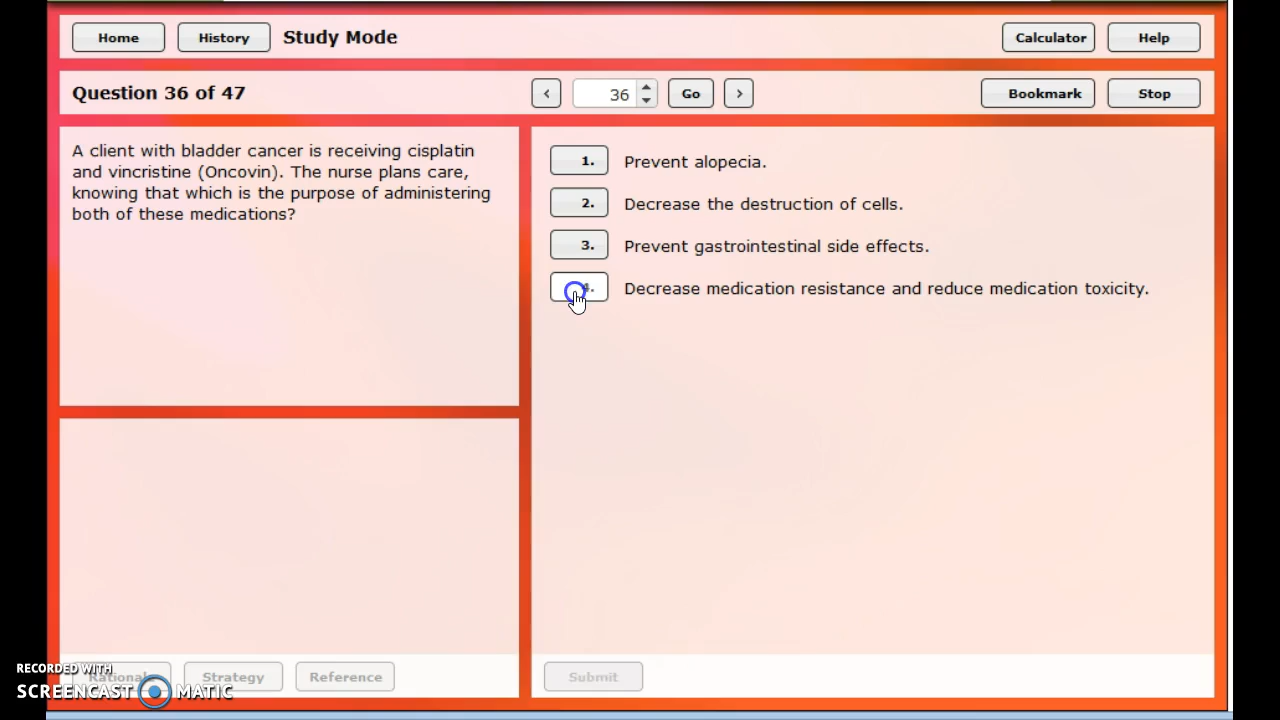 Home History Study Mode Calculator Help
Question 36 of 47 < 36 Go > Bookmark Stop
A client with bladder cancer is receiving cisplatin
and vincristine (Oncovin). The nurse plans care,
knowing that which is the purpose of administering
both of these medications?
1. Prevent alopecia.
2. Decrease the destruction of cells.
3. Prevent gastrointestinal side effects.
4. Decrease medication resistance and reduce medication toxicity.
Rationale Strategy Reference Submit
RECORDED WITH
SCREENCAST MATIC